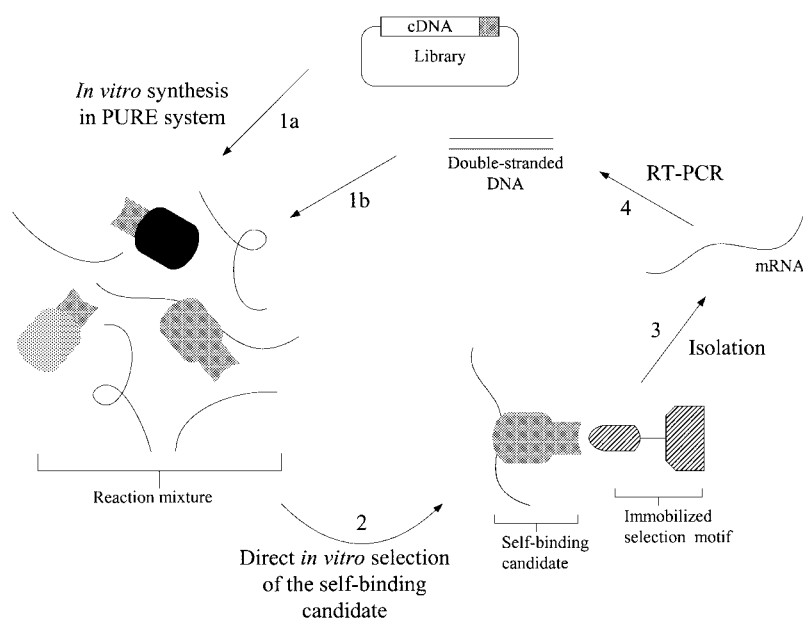 cDNA
Library
In vitro synthesis
in PURE system
1a
Double-stranded
DNA
1b
RT-PCR
4
mRNA
3
Isolation
Reaction mixture
2
Direct in vitro selection
of the self-binding
candidate
Self-binding
candidate
Immobilized
selection motif